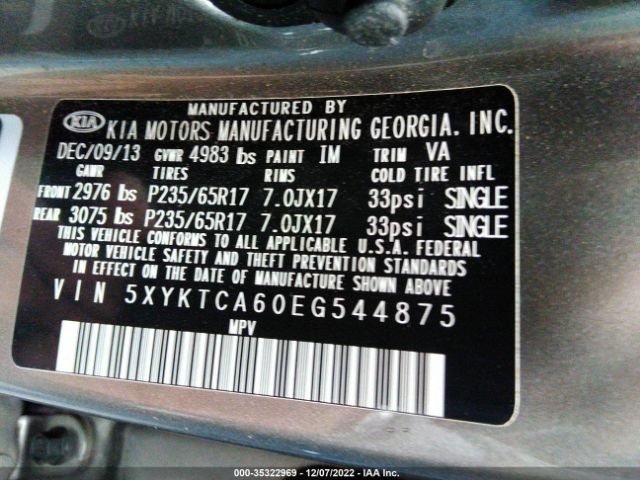 MANUFACTURED BY
KIA KIA MOTORS MANUFACTURING GEORGIA. INC.
DEC/09/13 GVWR 4983 lbs PAINT IM TRIM VA
GAWR TIRES RIMS COLD TIRE INFL
FRONT 2976 lbs P235/65R17 7.0JX17 33psi SINGLE
REAR 3075 lbs P235/65R17 7.0JX17 33psi SINGLE
THIS VEHICLE CONFORMS TO ALL APPLICABLE U.S.A. FEDERAL
MOTOR VEHICLE SAFETY AND THEFT PREVENTION STANDARDS
IN EFFECT ON THE DATE OF MANUFACTURE SHOWN ABOVE.
VIN 5XYKTCA60EG544875
MPV
000-35322969 - 12/07/2022 - IAA Inc.